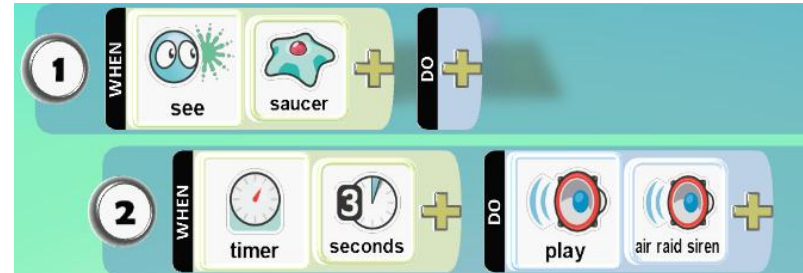 1 WHEN see saucer DO
2 WHEN timer 3 seconds DO play air raid siren